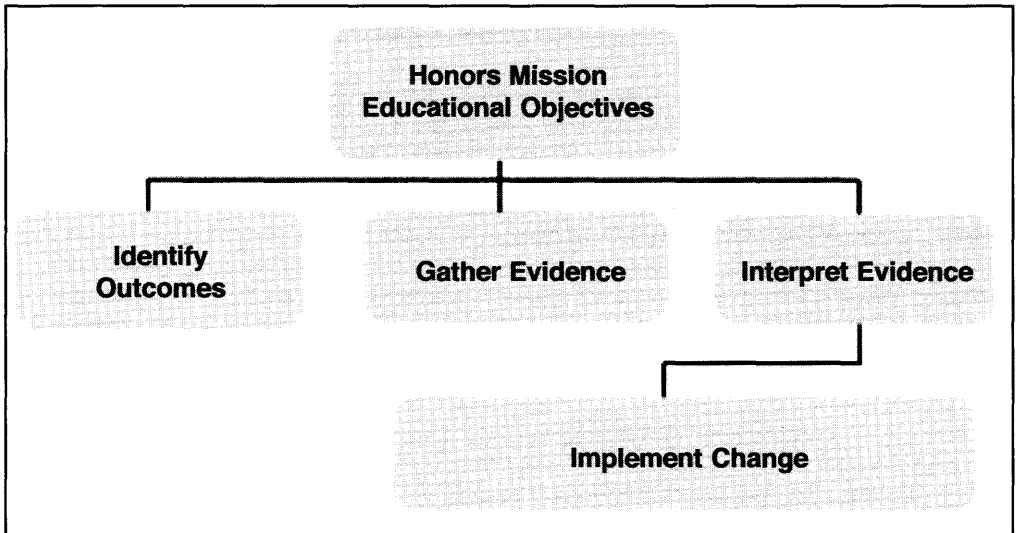 Honors Mission
Educational Objectives
Identify
Outcomes
Gather Evidence
Interpret Evidence
Implement Change